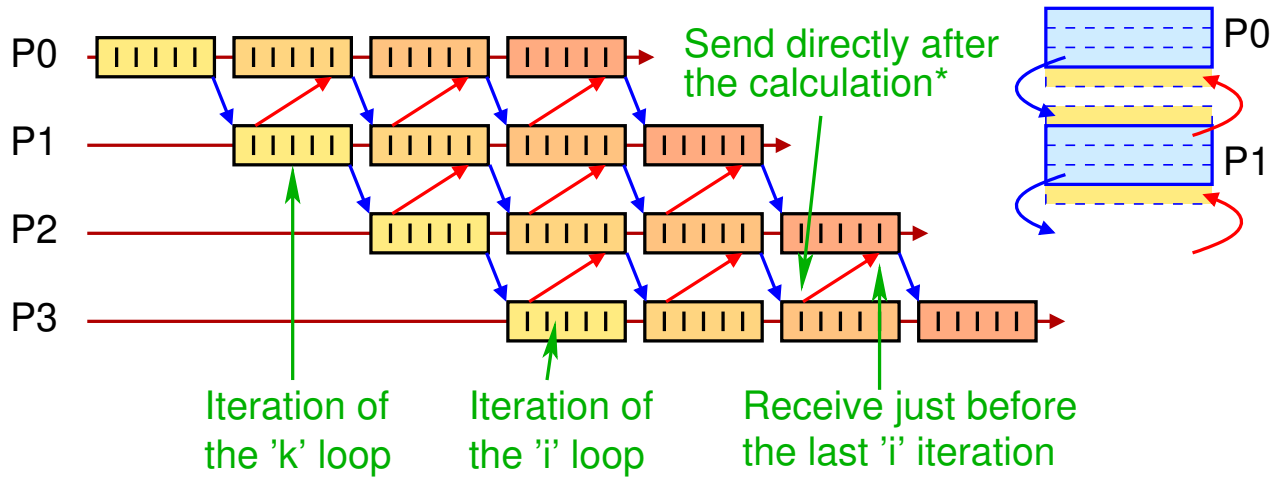 P0
P1
P2
P3
Send directly after
the calculation*
P0
P1
Iteration of
the ’k’ loop
Iteration of
the ’i’ loop
Receive just before
the last ’i’ iteration